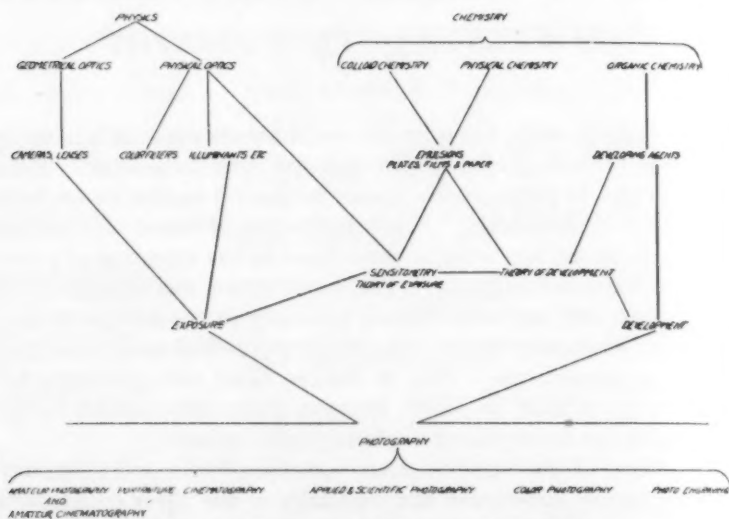 PHYSICS
CHEMISTRY
GEOMETRICAL OPTICS
PHYSICAL OPTICS
COLLOID CHEMISTRY
PHYSICAL CHEMISTRY
ORGANIC CHEMISTRY
CAMERAS, LENSES
COLOR FILTERS
ILLUMINANTS. ETC
EMULSIONS
PLATES, FILMS & PAPER
DEVELOPING AGENTS
SENSITOMETRY
THEORY OF EXPOSURE
THEORY OF DEVELOPMENT
EXPOSURE
DEVELOPMENT
PHOTOGRAPHY
AMATEUR PHOTOGRAPHY
AND
AMATEUR CINEMATOGRAPHY
PORTRAITURE
CINEMATOGRAPHY
APPLIED & SCIENTIFIC PHOTOGRAPHY
COLOR PHOTOGRAPHY
PHOTO ENGRAVING